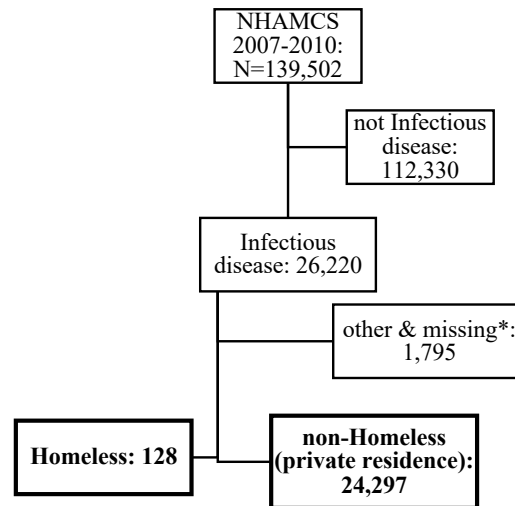 NHAMCS
2007-2010:
N=139,502
not Infectious
disease:
112,330
Infectious
disease: 26,220
other & missing*:
1,795
Homeless: 128
non-Homeless
(private residence):
24,297